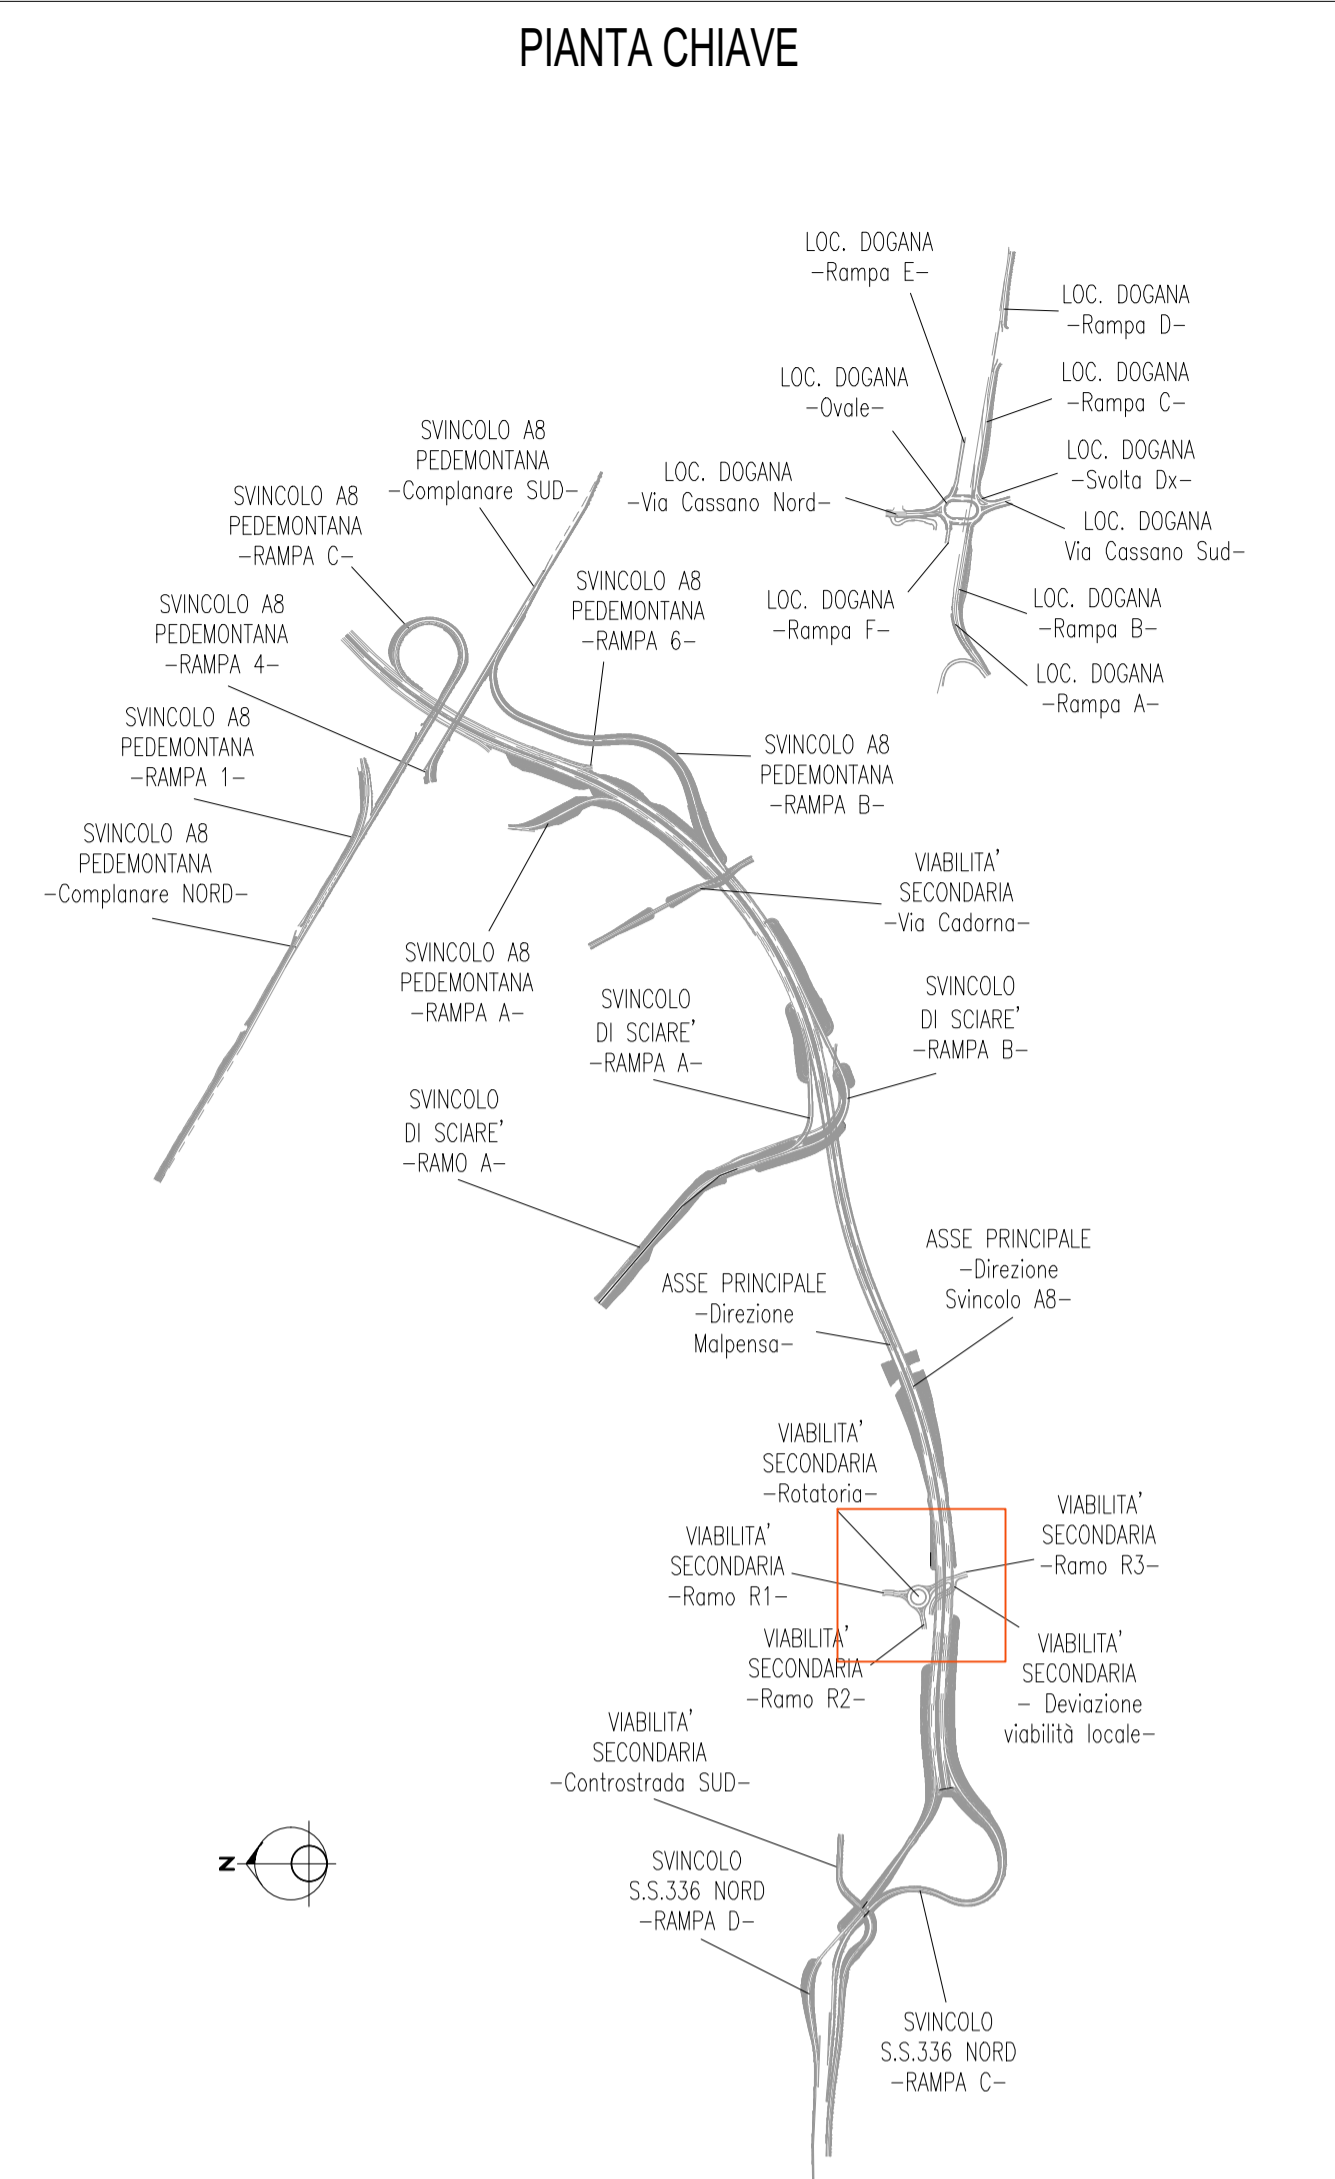 PIANTA CHIAVE
LOC. DOGANA
-Rampa E-
LOC. DOGANA
-Rampa D-
LOC. DOGANA
-Ovale-
LOC. DOGANA
-Rampa C-
SVINCOLO A8
PEDEMONTANA
-Complanare SUD-
LOC. DOGANA
-Via Cassano Nord-
LOC. DOGANA
-Svolta Dx-
LOC. DOGANA
Via Cassano Sud-
SVINCOLO A8
PEDEMONTANA
-RAMPA C-
SVINCOLO A8
PEDEMONTANA
-RAMPA 6-
LOC. DOGANA
-Rampa F-
LOC. DOGANA
-Rampa B-
SVINCOLO A8
PEDEMONTANA
-RAMPA 4-
LOC. DOGANA
-Rampa A-
SVINCOLO A8
PEDEMONTANA
-RAMPA 1-
SVINCOLO A8
PEDEMONTANA
-RAMPA B-
SVINCOLO A8
PEDEMONTANA
-Complanare NORD-
VIABILITA'
SECONDARIA
-Via Cadorna-
SVINCOLO A8
PEDEMONTANA
-RAMPA A-
SVINCOLO
DI SCIARE'
-RAMPA A-
SVINCOLO
DI SCIARE'
-RAMPA B-
SVINCOLO
DI SCIARE'
-RAMO A-
ASSE PRINCIPALE
-Direzione
Svincolo A8-
ASSE PRINCIPALE
-Direzione
Malpensa-
VIABILITA'
SECONDARIA
-Rotatoria-
VIABILITA'
SECONDARIA
-Ramo R3-
VIABILITA'
SECONDARIA
-Ramo R1-
VIABILITA'
SECONDARIA
-Ramo R2-
VIABILITA'
SECONDARIA
- Deviazione
viabilità locale-
VIABILITA'
SECONDARIA
-Controstrada SUD-
N
SVINCOLO
S.S.336 NORD
-RAMPA D-
SVINCOLO
S.S.336 NORD
-RAMPA C-